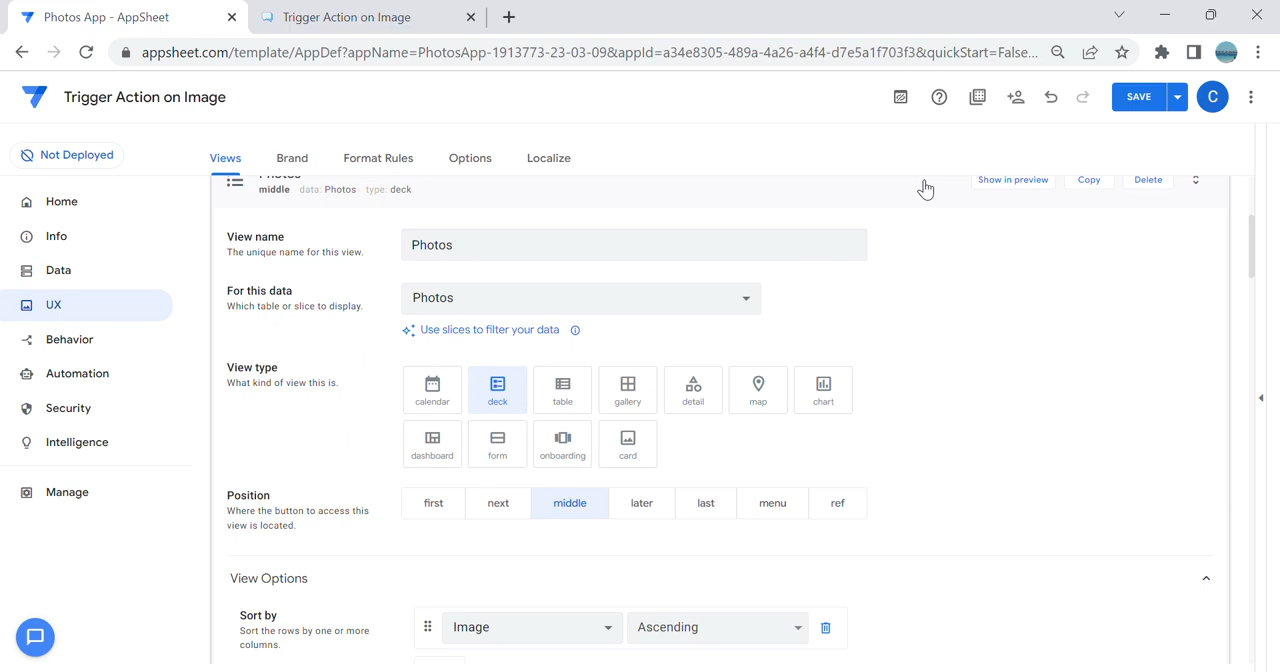 Photos App - AppSheet
Trigger Action on Image
appsheet.com/template/AppDef?appName=PhotosApp-1913773-23-03-09&appId=a34e8305-489a-4a26-a4f4-d7e5a1f703f3&quickStart=False...
Trigger Action on Image
SAVE
C
Not Deployed
Views Brand Format Rules Options Localize
Photos
middle data: Photos type: deck
Show in preview Copy Delete
Home
Info
Data
UX
Behavior
Automation
Security
Intelligence
Manage
View name
The unique name for this view.
Photos
For this data
Which table or slice to display.
Photos
Use slices to filter your data
View type
What kind of view this is.
calendar deck table gallery detail map chart
dashboard form onboarding card
Position
Where the button to access this
view is located.
first next middle later last menu ref
View Options
Sort by
Sort the rows by one or more
columns.
Image Ascending